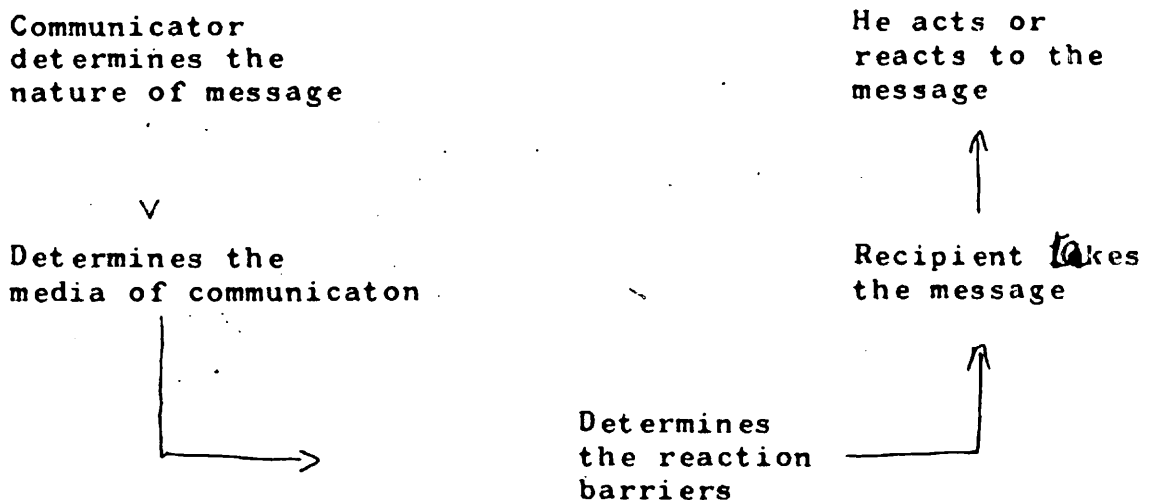 Communicator
determines the
nature of message
Determines the
media of communicaton
Determines
the reaction
barriers
Recipient takes
the message
He acts or
reacts to the
message